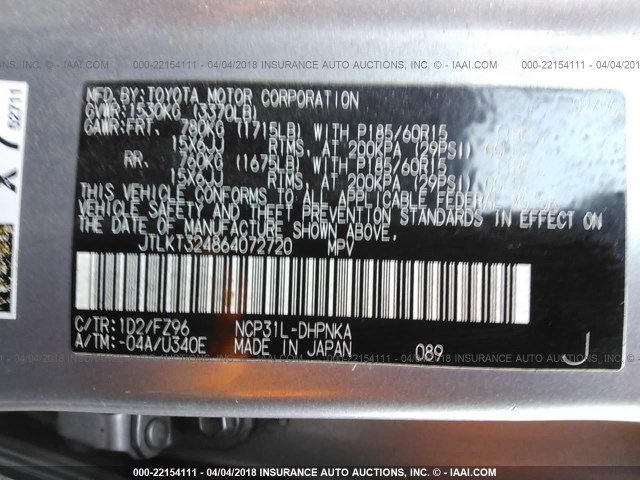 000-22154111 - 04/04/2018 INSURANCE AUTO AUCTIONS, INC. - © - IAAI.COM
52711
MFD.BY:TOYOTA MOTOR CORPORATION
GVWR:1530KG (3370LB)
GAWR:FRT. 780KG (1715LB) WITH P185/60R15
15X6JJ RIMS, AT 200KPA (29PSI)
RR. 760KG (1675LB) WITH P185/60R15
15X6JJ RIMS, AT 200KPA (29PSI)
THIS VEHICLE CONFORMS TO ALL APPLICABLE FEDERAL MOTOR
VEHICLE SAFETY AND THEFT PREVENTION STANDARDS IN EFFECT ON
THE DATE OF MANUFACTURE SHOWN ABOVE.
JTLKT324864072720 MPV
C/TR:1D2/FZ96 NCP31L-DHPNKA
A/TM:-04A/U340E MADE IN JAPAN 089 J
000-22154111 - 04/04/2018 INSURANCE AUTO AUCTIONS, INC. - © - IAAI.COM